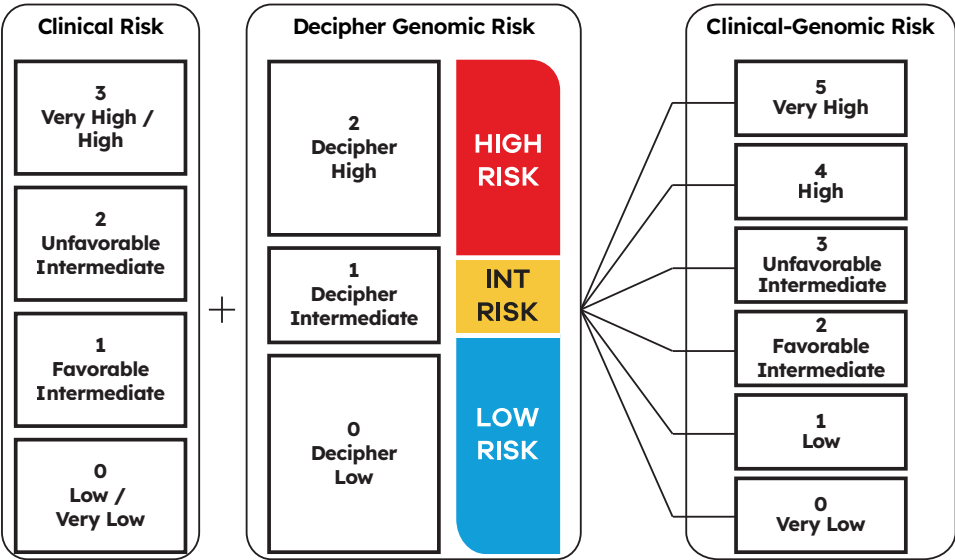 Clinical Risk
3
Very High /
High
2
Unfavorable
Intermediate
1
Favorable
Intermediate
0
Low /
Very Low
+
Decipher Genomic Risk
2
Decipher
High
1
Decipher
Intermediate
0
Decipher
Low
HIGH
RISK
INT
RISK
LOW
RISK
Clinical-Genomic Risk
5
Very High
4
High
3
Unfavorable
Intermediate
2
Favorable
Intermediate
1
Low
0
Very Low